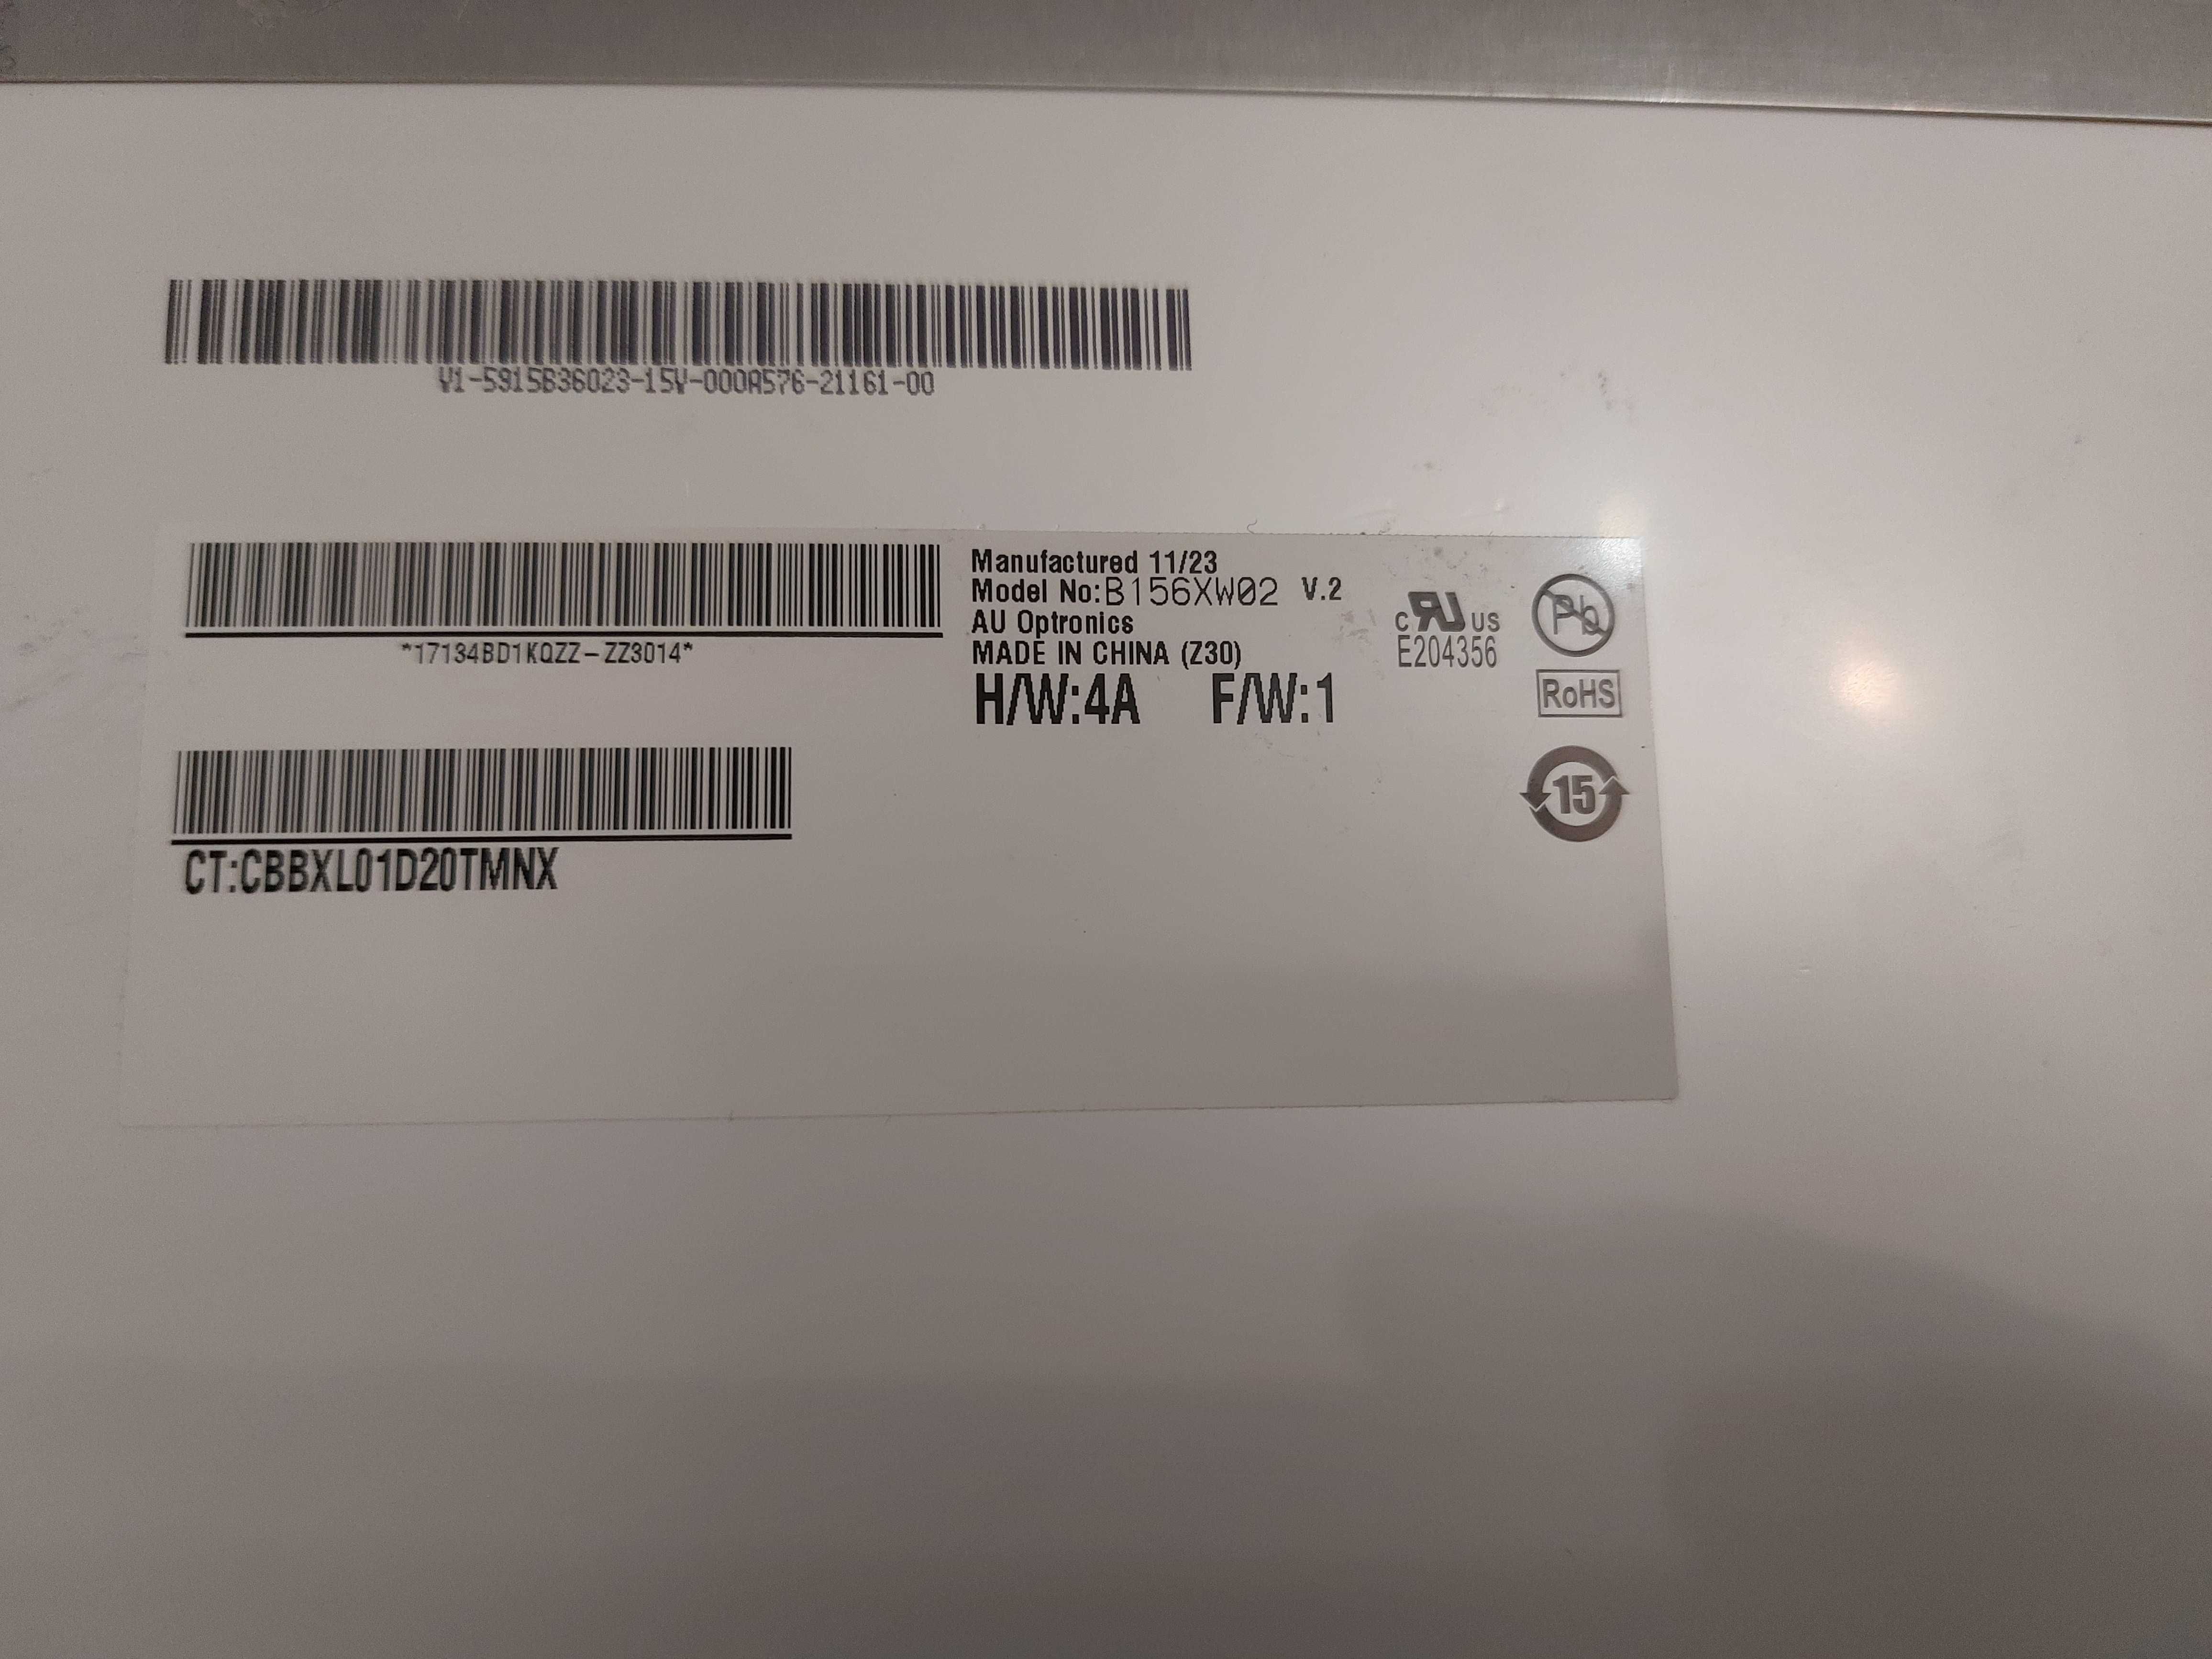 V1-5915B36023-15V-000A576-21161-00
*17134BD1KQZZ-ZZ3014*
Manufactured 11/23
Model No:B156XW02 V.2
AU Optronics
MADE IN CHINA (Z30)
H/W:4A F/W:1
c RU US
E204356
Pb
RoHS
15
CT:CBBXL01D20TMNX